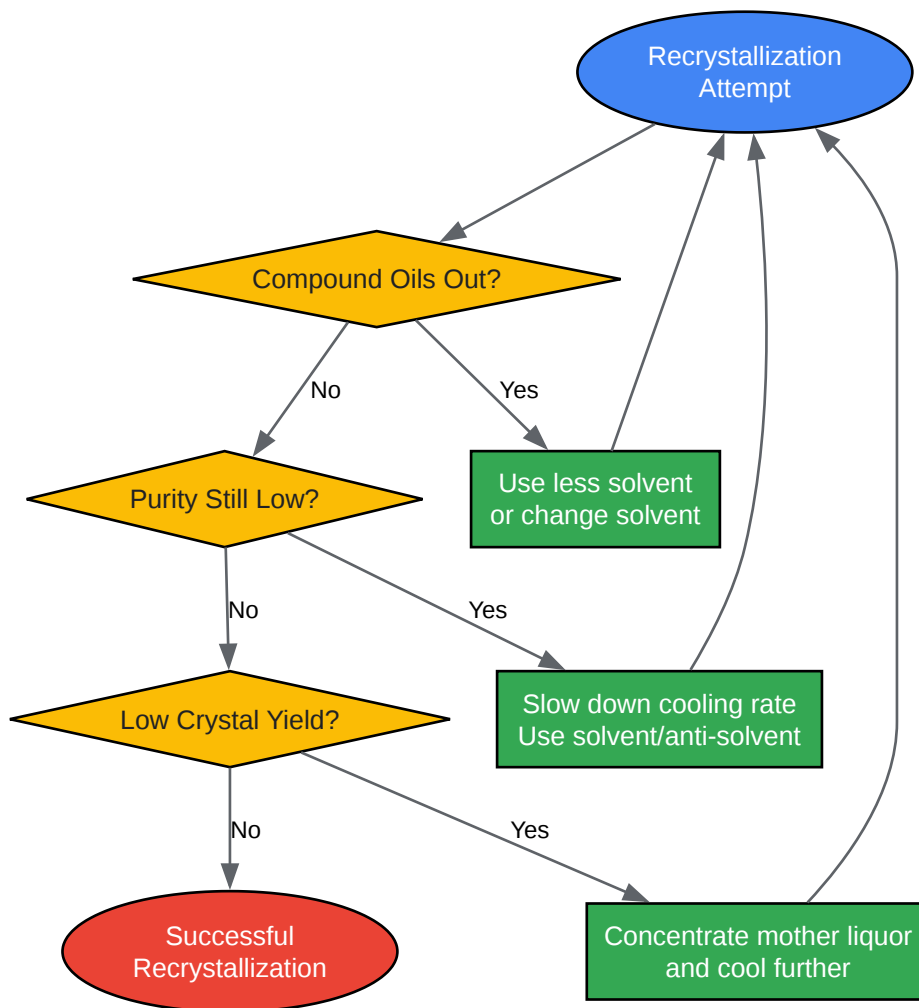 Recrystallization
Attempt
Compound Oils Out?
No
Yes
Purity Still Low?
Use less solvent
or change solvent
No
Yes
Low Crystal Yield?
Slow down cooling rate
Use solvent/anti-solvent
No
Yes
Successful
Recrystallization
Concentrate mother liquor
and cool further